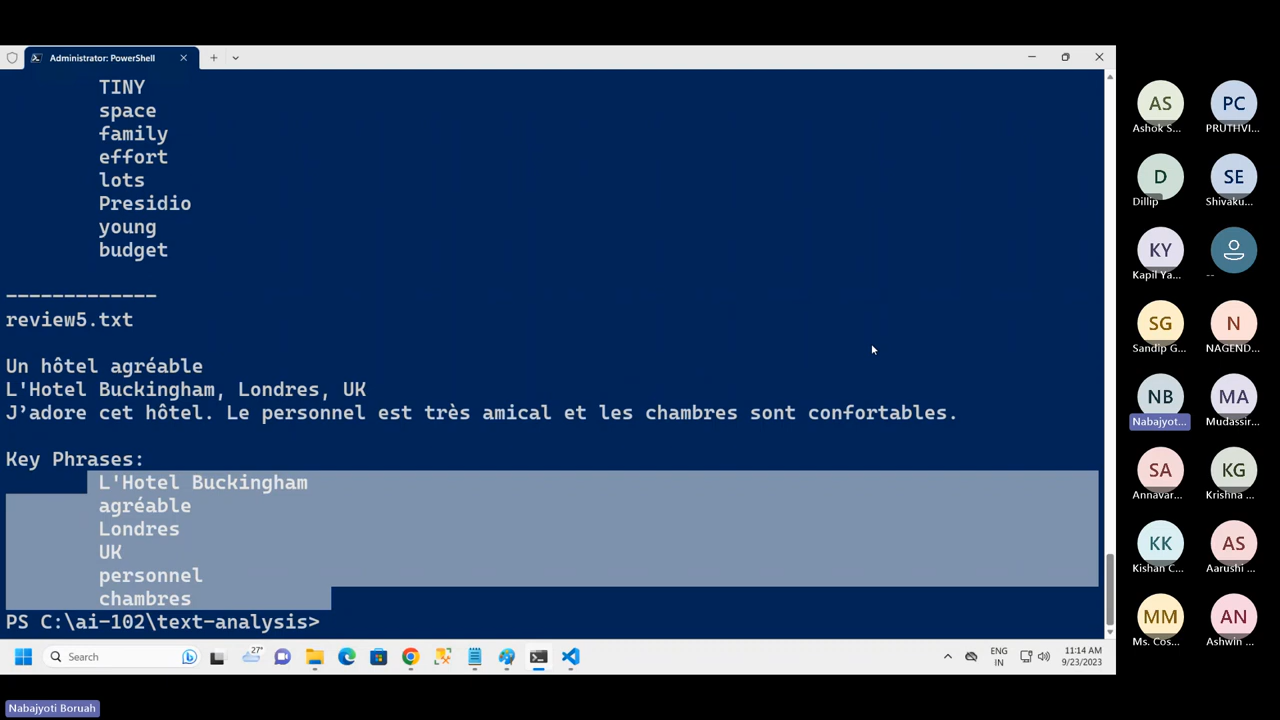 Administrator: PowerShell
TINY
space
family
effort
lots
Presidio
young
budget
-------------
review5.txt
Un hôtel agréable
L'Hotel Buckingham, Londres, UK
J’adore cet hôtel. Le personnel est très amical et les chambres sont confortables.
Key Phrases:
L'Hotel Buckingham
agréable
Londres
UK
personnel
chambres
PS C:\ai-102\text-analysis>
Search
27°
ENG
IN
11:14 AM
9/23/2023
AS
Ashok S...
PC
PRUTHVI...
D
Dillip
SE
Shivaku...
KY
Kapil Ya...
--
SG
Sandip G...
N
NAGEND...
NB
Nabajyot...
MA
Mudassir...
SA
Annavar...
KG
Krishna ...
KK
Kishan C...
AS
Aarushi ...
MM
Ms. Cos...
AN
Ashwin ...
Nabajyoti Boruah